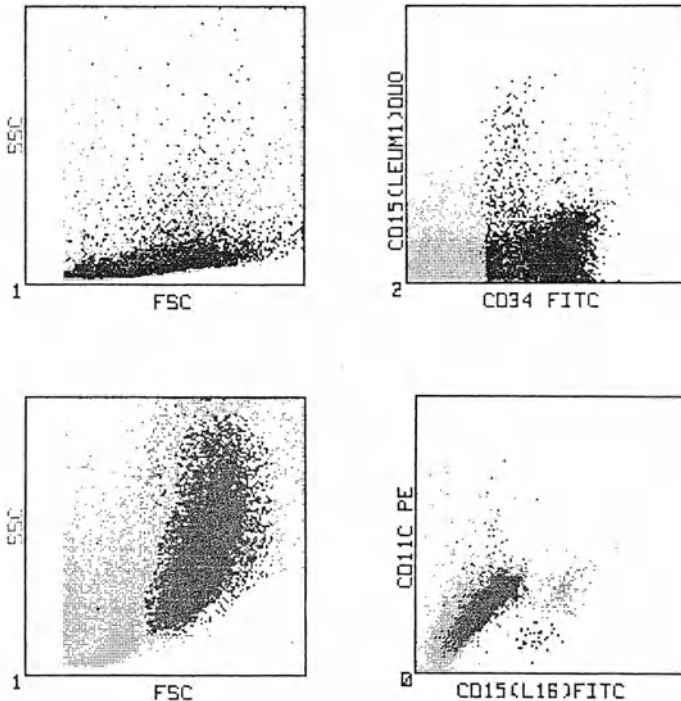 SSC
1
FSC
CD15(LEUM1)DUO
2
CD34 FITC
SSC
1
FSC
CD11C PE
0
CD15(L16)FITC